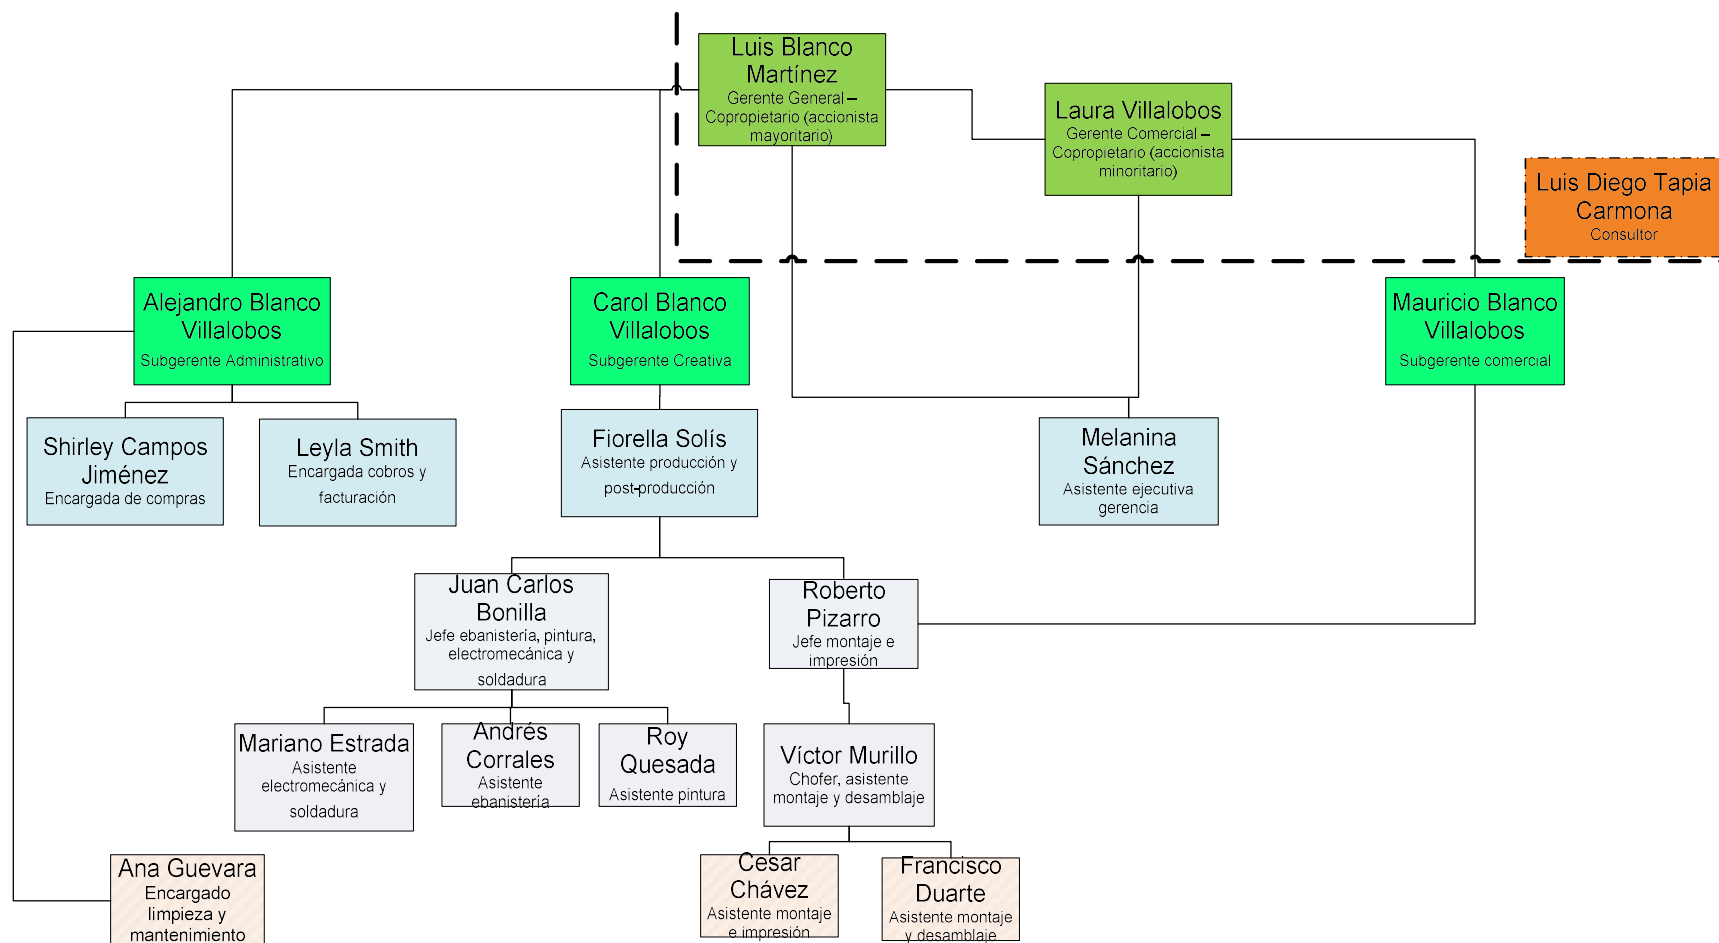 Luis Blanco
Martínez
Gerente General –
Copropietario (accionista
mayoritario)
Laura Villalobos
Gerente Comercial –
Copropietario (accionista
minoritario)
Luis Diego Tapia
Carmona
Consultor
Alejandro Blanco
Villalobos
Subgerente Administrativo
Carol Blanco
Villalobos
Subgerente Creativa
Mauricio Blanco
Villalobos
Subgerente comercial
Shirley Campos
Jiménez
Encargada de compras
Leyla Smith
Encargada cobros y
facturación
Fiorella Solís
Asistente producción y
post-producción
Melanina
Sánchez
Asistente ejecutiva
gerencia
Juan Carlos
Bonilla
Jefe ebanistería, pintura,
electromecánica y
soldadura
Roberto
Pizarro
Jefe montaje e
impresión
Mariano Estrada
Asistente
electromecánica y
soldadura
Andrés
Corrales
Asistente
ebanistería
Roy
Quesada
Asistente pintura
Víctor Murillo
Chofer, asistente
montaje y desamblaje
Ana Guevara
Encargado
limpieza y
mantenimiento
Cesar
Chávez
Asistente montaje
e impresión
Francisco
Duarte
Asistente montaje
y desamblaje